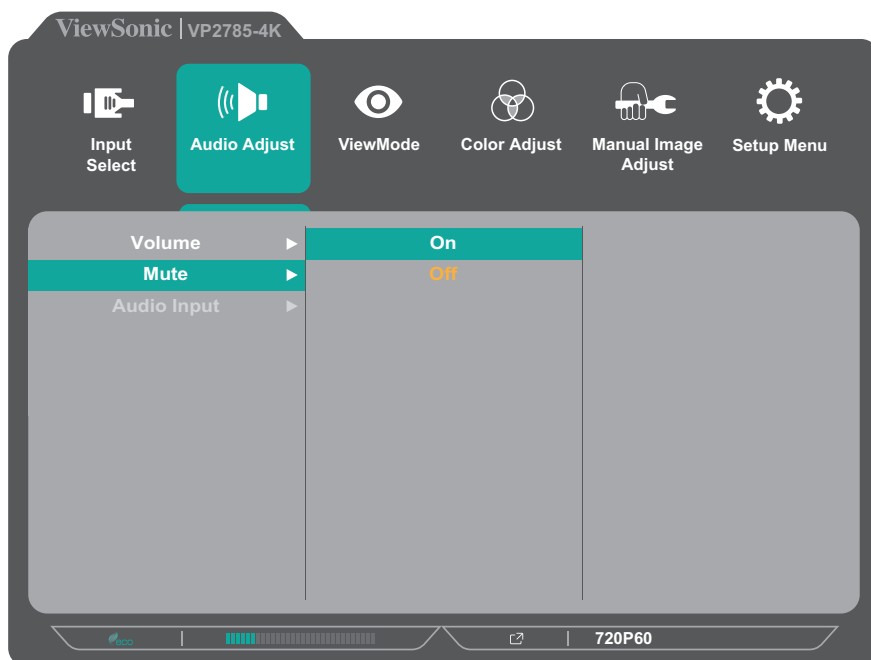 ViewSonic | VP2785-4K
Input Select
Audio Adjust
ViewMode
Color Adjust
Manual Image Adjust
Setup Menu
Volume
On
Mute
Off
Audio Input
eco
720P60